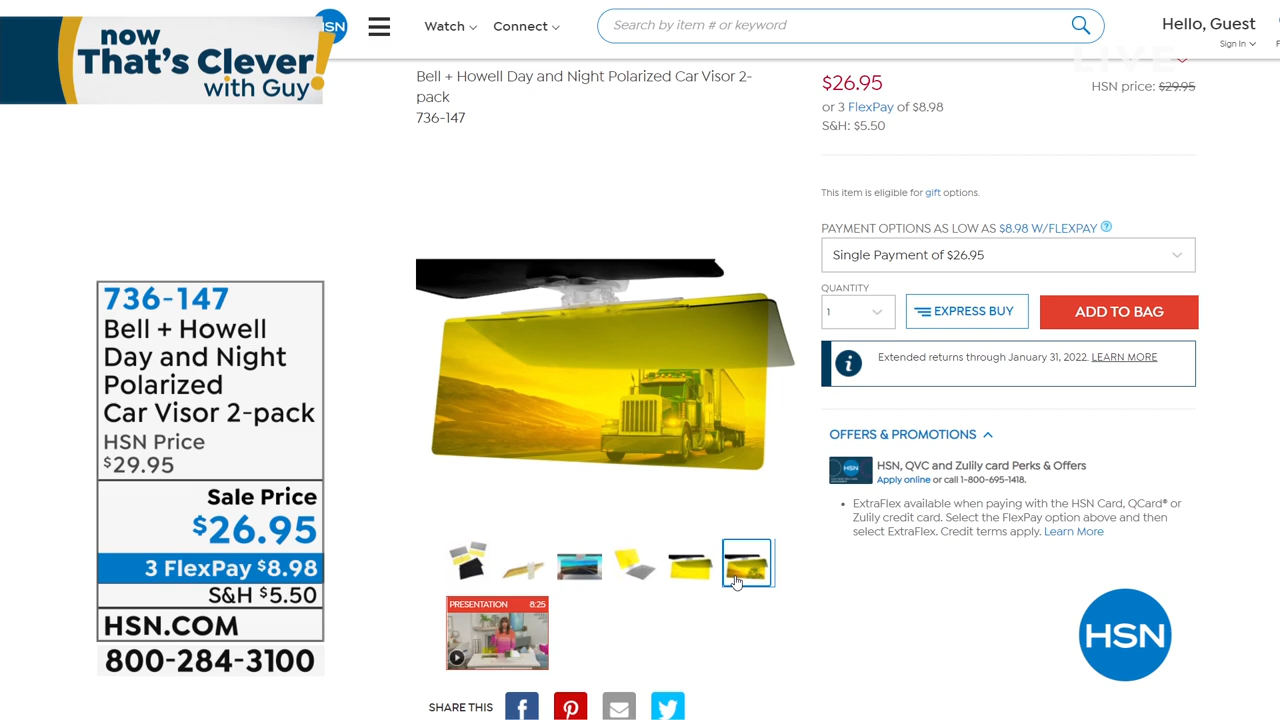 now
That's Clever!
with Guy
HSN
Watch
Connect
Search by item # or keyword
Hello, Guest
Sign In
LIVE
Bell + Howell Day and Night Polarized Car Visor 2-
pack
736-147
$26.95
HSN price: $29.95
or 3 FlexPay of $8.98
S&H: $5.50
This item is eligible for gift options.
PAYMENT OPTIONS AS LOW AS $8.98 W/FLEXPAY ?
Single Payment of $26.95
QUANTITY
1
EXPRESS BUY
ADD TO BAG
i
Extended returns through January 31, 2022. LEARN MORE
OFFERS & PROMOTIONS
HSN
HSN, QVC and Zulily card Perks & Offers
Apply online or call 1-800-695-1418.
• ExtraFlex available when paying with the HSN Card, QCard® or
Zulily credit card. Select the FlexPay option above and then
select ExtraFlex. Credit terms apply. Learn More
736-147
Bell + Howell
Day and Night
Polarized
Car Visor 2-pack
HSN Price
$29.95
Sale Price
$26.95
3 FlexPay $8.98
S&H $5.50
HSN.COM
800-284-3100
PRESENTATION 8:25
SHARE THIS
HSN